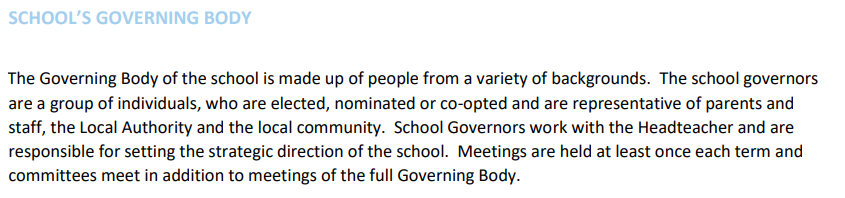 SCHOOL’S GOVERNING BODY
The Governing Body of the school is made up of people from a variety of backgrounds.  The school governors
are a group of individuals, who are elected, nominated or co-opted and are representative of parents and
staff, the Local Authority and the local community.  School Governors work with the Headteacher and are
responsible for setting the strategic direction of the school.  Meetings are held at least once each term and
committees meet in addition to meetings of the full Governing Body.